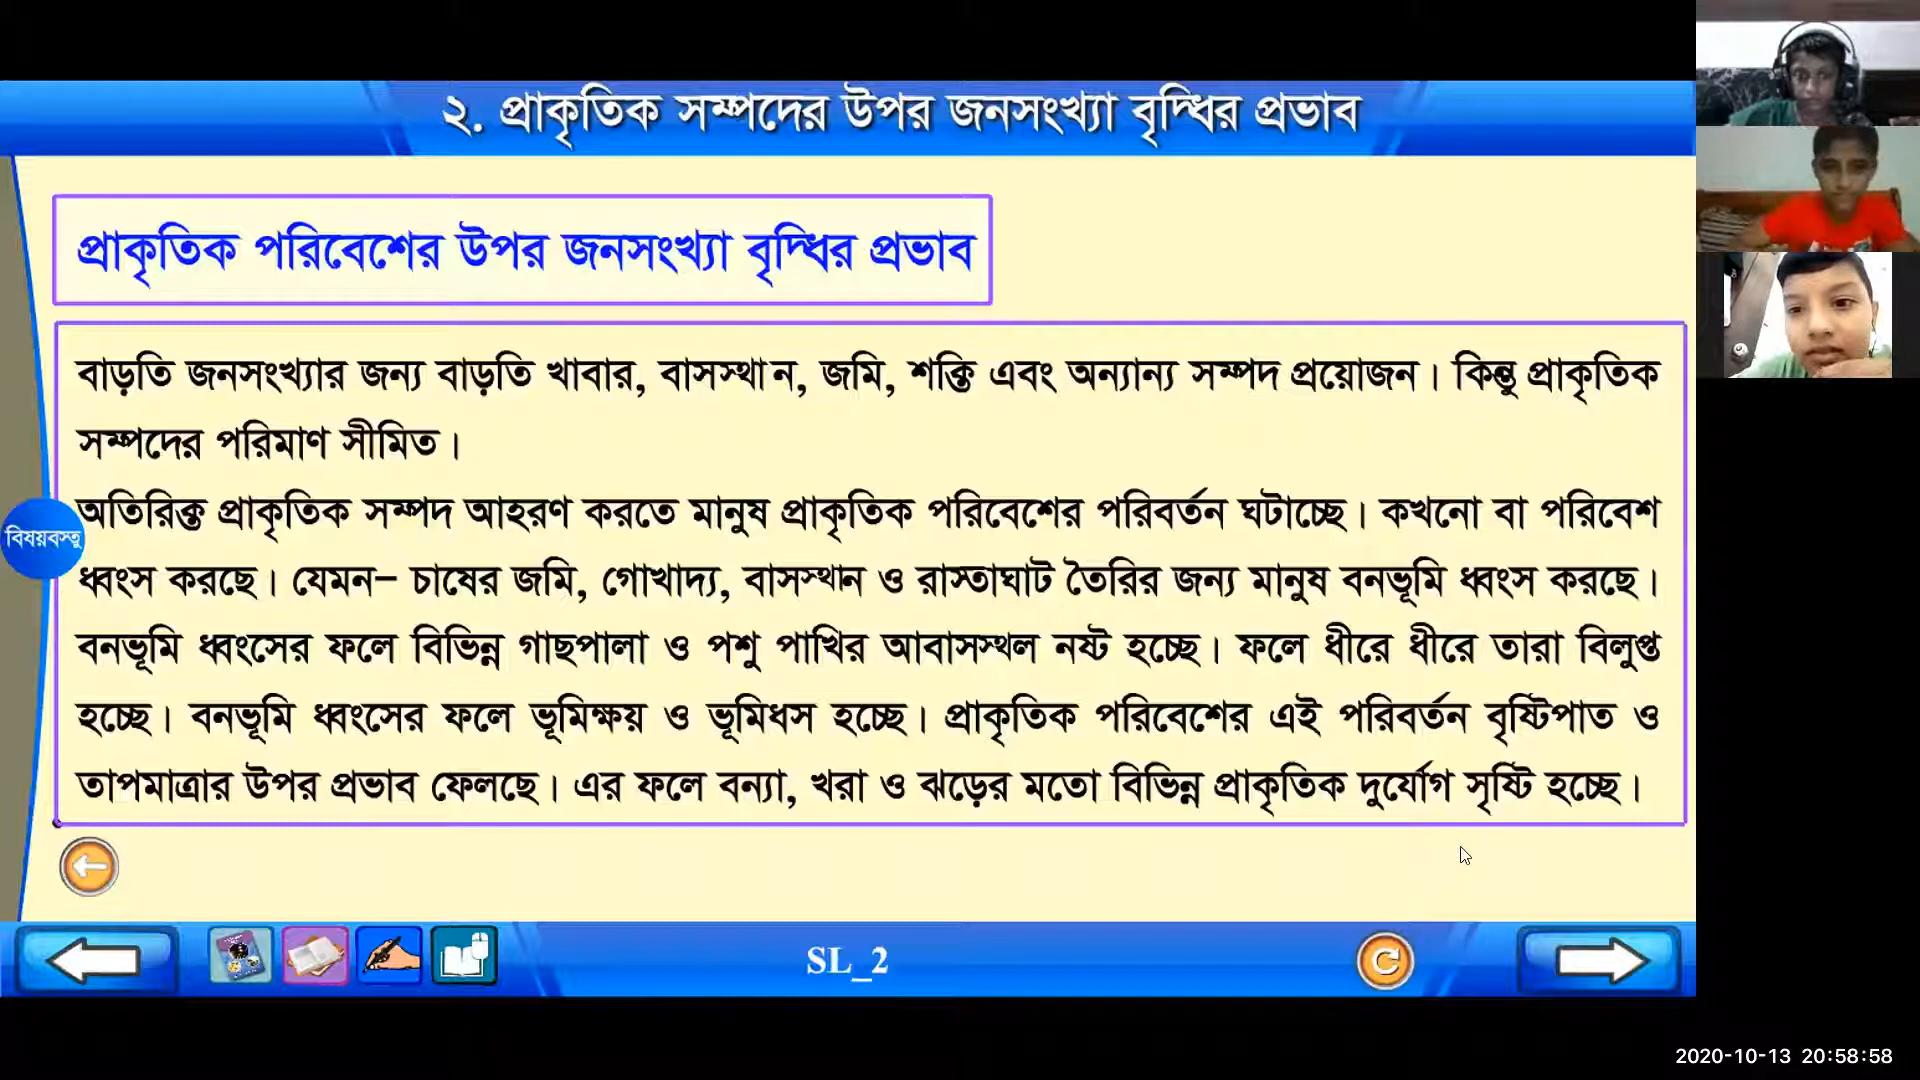 ২. প্রাকৃতিক সম্পদের উপর জনসংখ্যা বৃদ্ধির প্রভাব
প্রাকৃতিক পরিবেশের উপর জনসংখ্যা বৃদ্ধির প্রভাব
বাড়তি জনসংখ্যার জন্য বাড়তি খাবার, বাসস্থান, জমি, শক্তি এবং অন্যান্য সম্পদ প্রয়োজন। কিন্তু প্রাকৃতিক
সম্পদের পরিমাণ সীমিত।
অতিরিক্ত প্রাকৃতিক সম্পদ আহরণ করতে মানুষ প্রাকৃতিক পরিবেশের পরিবর্তন ঘটাচ্ছে। কখনো বা পরিবেশ
বিষয়বস্তু
ধ্বংস করছে। যেমন– চাষের জমি, গোখাদ্য, বাসস্থান ও রাস্তাঘাট তৈরির জন্য মানুষ বনভূমি ধ্বংস করছে।
বনভূমি ধ্বংসের ফলে বিভিন্ন গাছপালা ও পশু পাখির আবাসস্থল নষ্ট হচ্ছে। ফলে ধীরে ধীরে তারা বিলুপ্ত
হচ্ছে। বনভূমি ধ্বংসের ফলে ভূমিক্ষয় ও ভূমিধস হচ্ছে। প্রাকৃতিক পরিবেশের এই পরিবর্তন বৃষ্টিপাত ও
তাপমাত্রার উপর প্রভাব ফেলছে। এর ফলে বন্যা, খরা ও ঝড়ের মতো বিভিন্ন প্রাকৃতিক দুর্যোগ সৃষ্টি হচ্ছে।
SL_2
2020-10-13 20:58:58